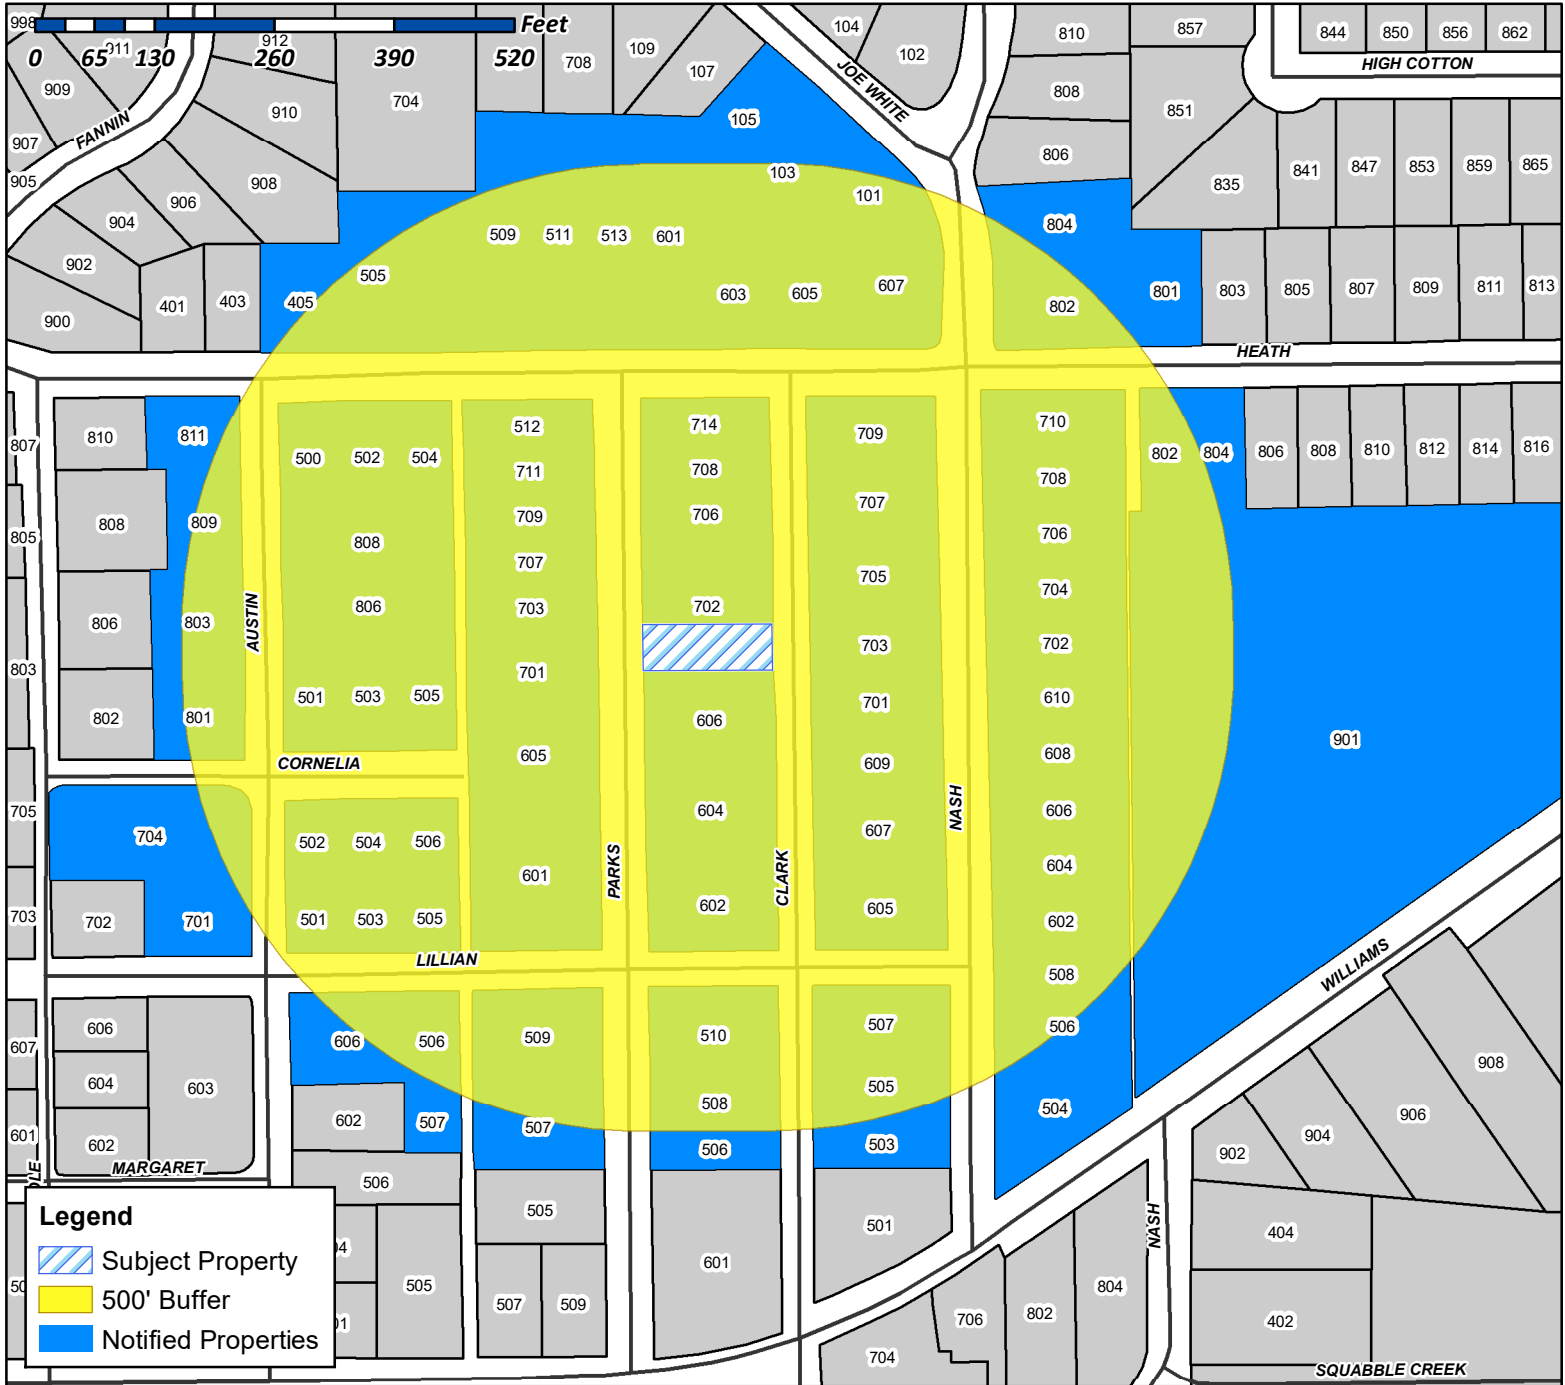 998 911 912 Feet
0 65 130 260 390 520
708 109 107 104 102 810 857 844 850 856 862
HIGH COTTON
909 910 704 JOE WHITE 808 851
FANNIN 105
907 806
905 908 103 101 835 841 847 853 859 865
906 904 804
902 509 511 513 601
505 405 401 403 603 605 607 802 801 803 805 807 809 811 813
900
HEATH
807 810 811 512 714 709 710
500 502 504 711 708 802 804 806 808 810 812 814 816
805 808 809 709 706 707 708
808 707 705 706
806 803 AUSTIN 806 703 702 704
803 701 703 702
802 801 501 503 505 606 701 610
CORNELIA 605 609 608 901
705 704 502 504 506 604 607 NASH 606
PARKS CLARK 604
703 702 701 501 503 505 601 602 605 602
LILLIAN 508 WILLIAMS
607 606 606 506 509 510 507 506
604 603 505 908
601 602 602 507 507 508 506 503 504 906
904
902
MARGARET 506
505 501 404
NASH
505 601
507 509 706 802 804 402
704
SQUABBLE CREEK
Legend
Subject Property
500' Buffer
Notified Properties